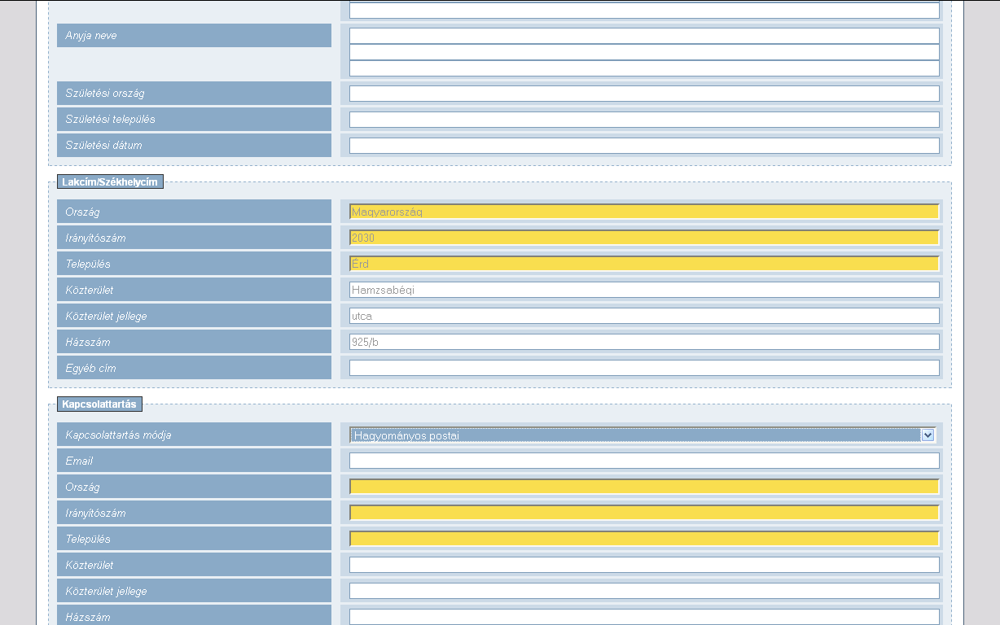 Anyja neve
Születési ország
Születési település
Születési dátum
Lakcím/Székhelycím
Ország Magyarország
Irányítószám 2030
Település Érd
Közterület Hamzsabégi
Közterület jellege utca
Házszám 925/b
Egyéb cím
Kapcsolattartás
Kapcsolattartás módja Hagyományos postai
Email
Ország
Irányítószám
Település
Közterület
Közterület jellege
Házszám